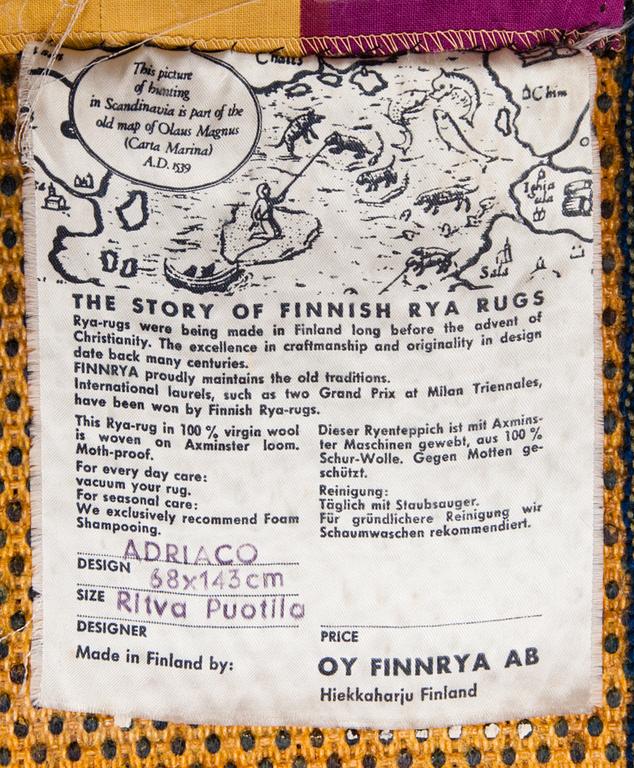 Chaits
This picture
of hunting
in Scandinavia is part of the
old map of Olaus Magnus
(Carta Marina)
A.D. 1539
Chim
Sals
THE STORY OF FINNISH RYA RUGS
Rya-rugs were being made in Finland long before the advent of
Christianity. The excellence in craftmanship and originality in design
date back many centuries.
FINNRYA proudly maintains the old traditions.
International laurels, such as two Grand Prix at Milan Triennales,
have been won by Finnish Rya-rugs.
This Rya-rug in 100 % virgin wool
is woven on Axminster loom.
Moth-proof.
For every day care:
vacuum your rug.
For seasonal care:
We exclusively recommend Foam
Shampooing.
Dieser Ryenteppich ist mit Axmins-
ter Maschinen gewebt, aus 100 %
Schur-Wolle. Gegen Motten ge-
schützt.
Reinigung:
Täglich mit Staubsauger.
Für gründlichere Reinigung wir
Schaumwaschen rekommendiert.
ADRIACO
DESIGN
68x143cm
SIZE
Ritva Puotila
DESIGNER
PRICE
Made in Finland by:
OY FINNRYA AB
Hiekkaharju Finland